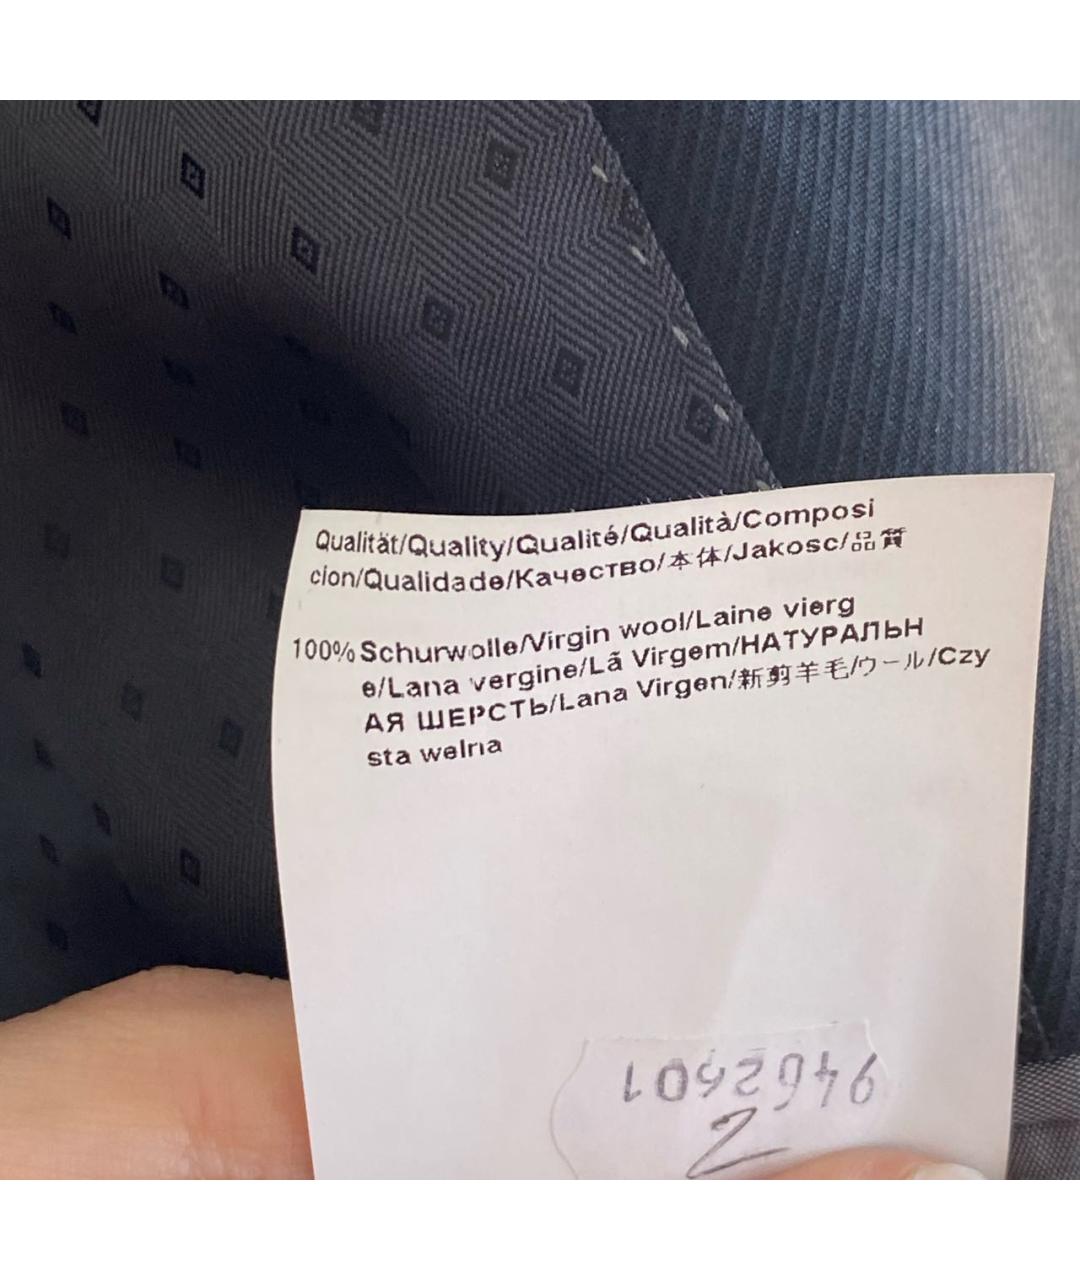 Qualität/Quality/Qualité/Qualità/Composi
cion/Qualidade/Качество/本体/Jakosc/品質
100% Schurwolle/Virgin wool/Laine vierg
e/Lana vergine/Lã Virgem/НАТУРАЛЬН
АЯ ШЕРСТЬ/Lana Virgen/新剪羊毛/ウール/Czy
sta welna